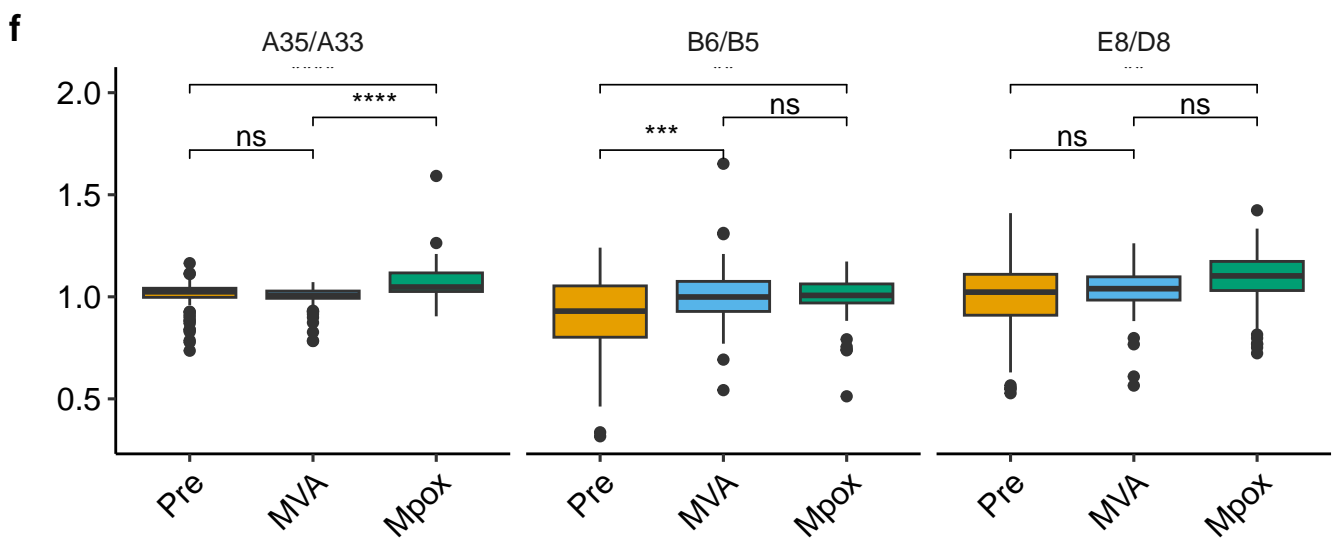 f
A35/A33 B6/B5 E8/D8
2.0
**** ns ns
ns *** ns
1.5
1.0
0.5
Pre MVA Mpox Pre MVA Mpox Pre MVA Mpox